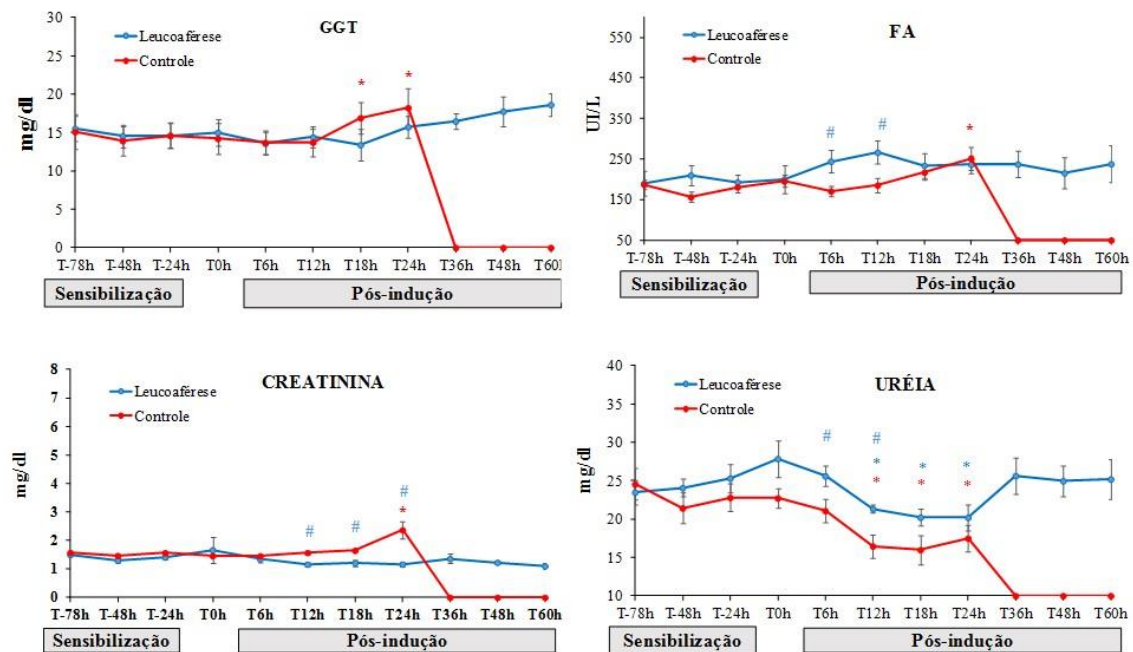 GGT
Leucoaférese
Controle
mg/dl
30
25
20
15
10
5
0
* *
T-78h T-48h T-24h T0h T6h T12h T18h T24h T36h T48h T60l
Sensibilização Pós-indução
FA
Leucoaférese
Controle
UI/L
550
450
350
250
150
50
# # *
T-78h T-48h T-24h T0h T6h T12h T18h T24h T36h T48h T60h
Sensibilização Pós-indução
CREATININA
Leucoaférese
Controle
mg/dl
8
7
6
5
4
3
2
1
0
# # #
*
T-78h T-48h T-24h T0h T6h T12h T18h T24h T36h T48h T60h
Sensibilização Pós-indução
URÉIA
Leucoaférese
Controle
mg/dl
40
35
30
25
20
15
10
# #
* * *
* * *
T-78h T-48h T-24h T0h T6h T12h T18h T24h T36h T48h T60h
Sensibilização Pós-indução